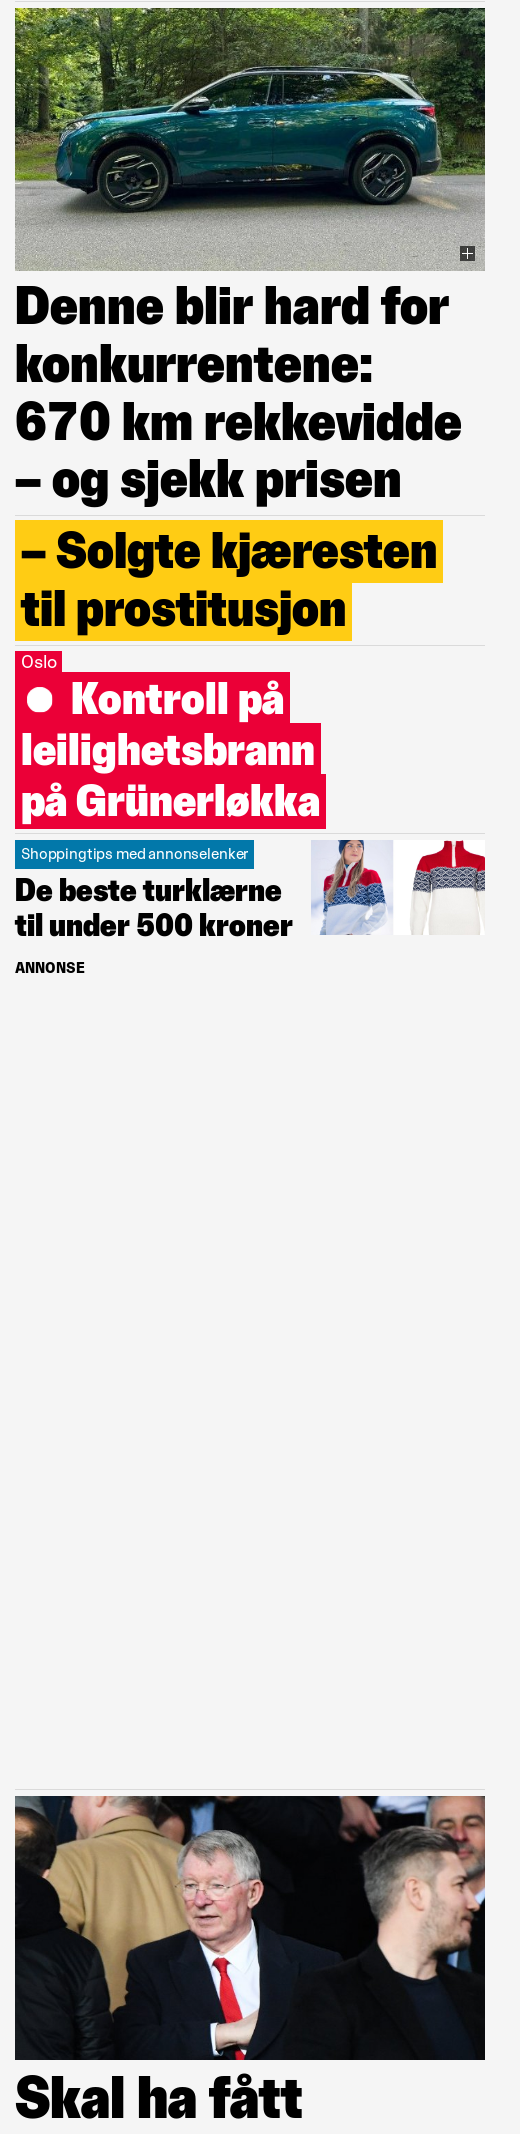 Denne blir hard for
konkurrentene:
670 km rekkevidde
– og sjekk prisen
– Solgte kjæresten
til prostitusjon
Oslo
● Kontroll på
leilighetsbrann
på Grünerløkka
Shoppingtips med annonselenker
De beste turklærne
til under 500 kroner
ANNONSE
Skal ha fått